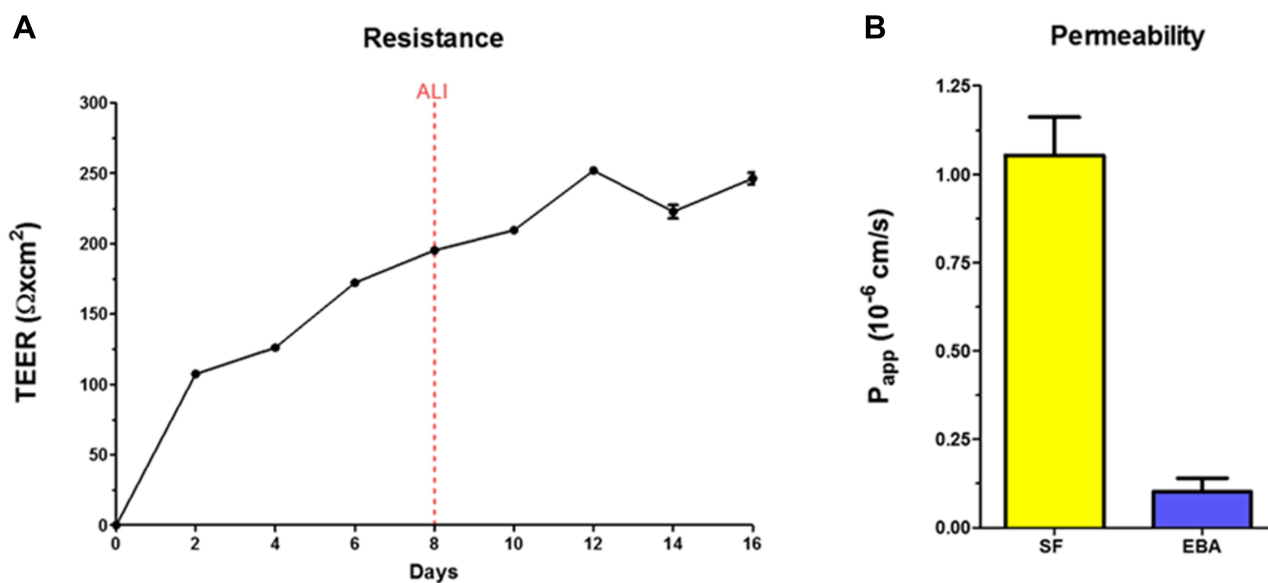 A
Resistance
ALI
300
250
200
150
100
50
0
TEER (Ωxcm²)
0 2 4 6 8 10 12 14 16
Days
B
Permeability
1.25
1.00
0.75
0.50
0.25
0.00
Papp (10⁻⁶ cm/s)
SF EBA